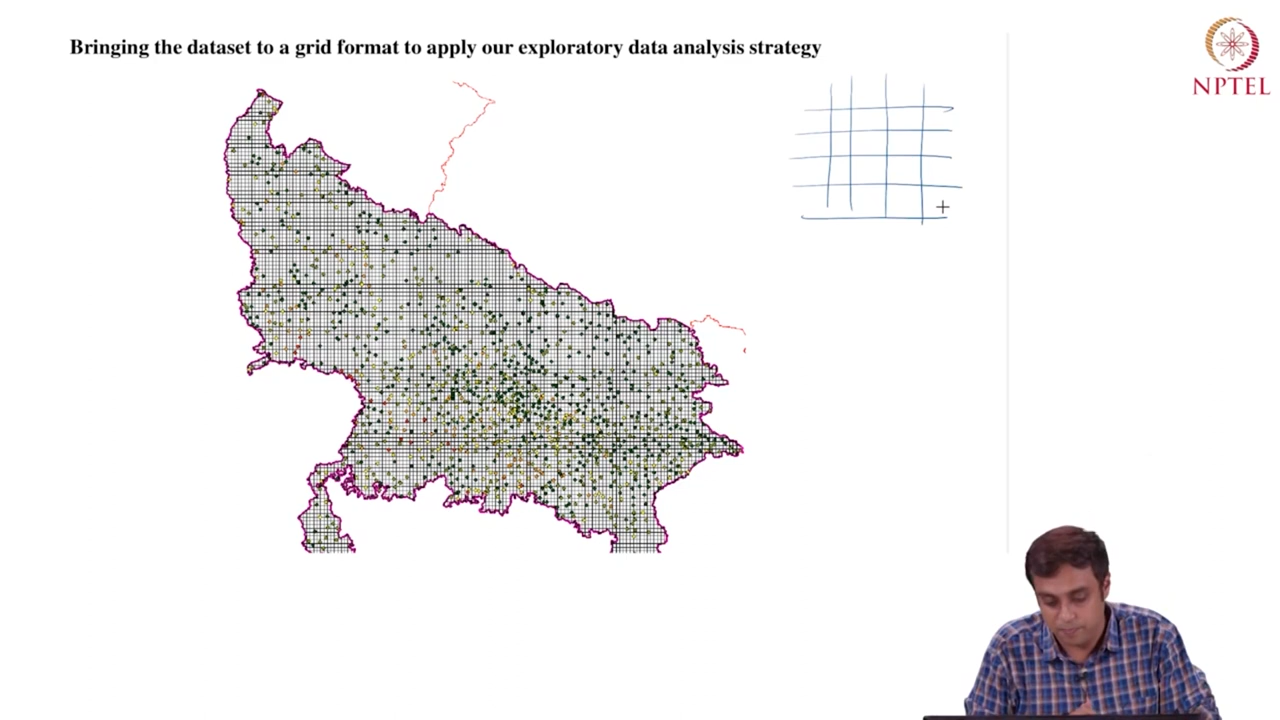 Bringing the dataset to a grid format to apply our exploratory data analysis strategy
NPTEL